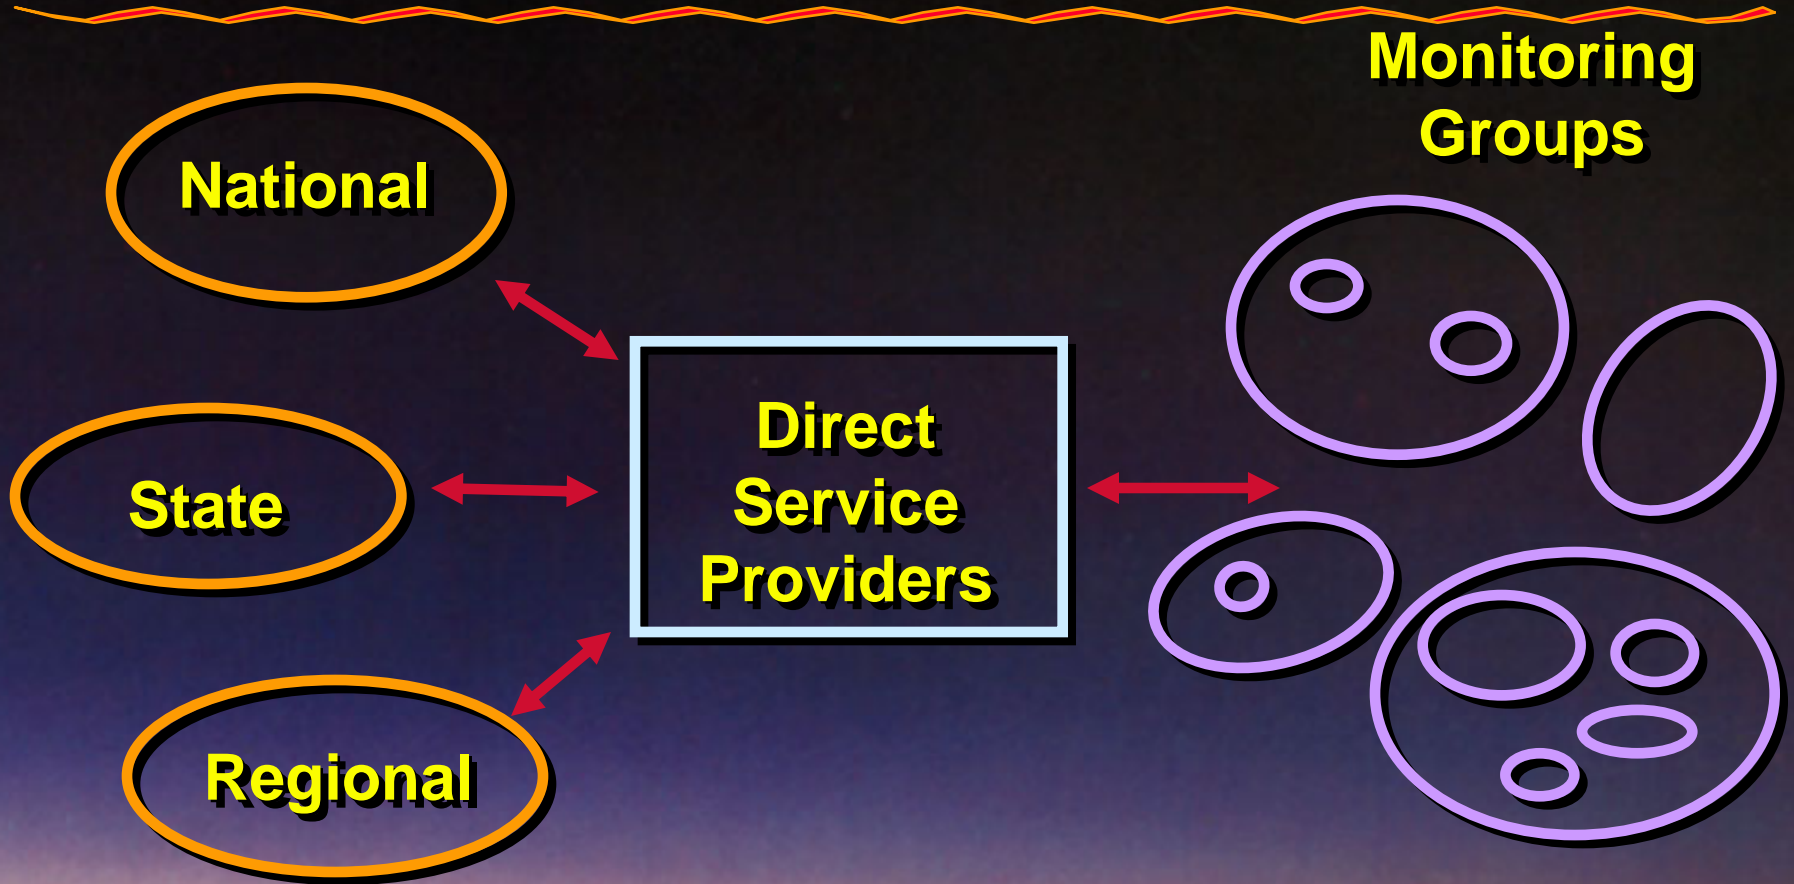 Monitoring
Groups
National
State
Regional
Direct
Service
Providers